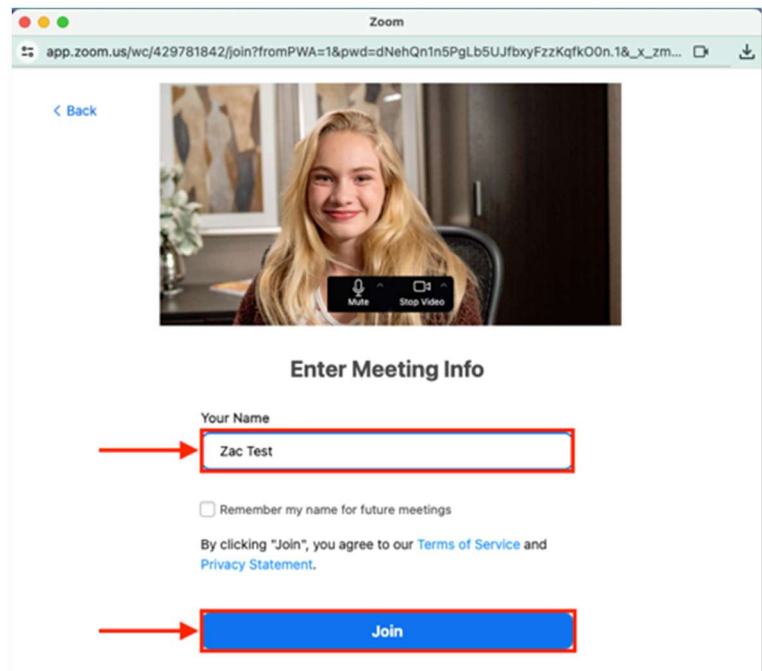 Zoom
app.zoom.us/wc/429781842/join?fromPWA=1&pwd=dNehQn1n5PgLb5UJfbxyFzzKqfkO0n.1&_x_zm...
< Back
Mute Stop Video
Enter Meeting Info
Your Name
Zac Test
Remember my name for future meetings
By clicking "Join", you agree to our Terms of Service and
Privacy Statement.
Join